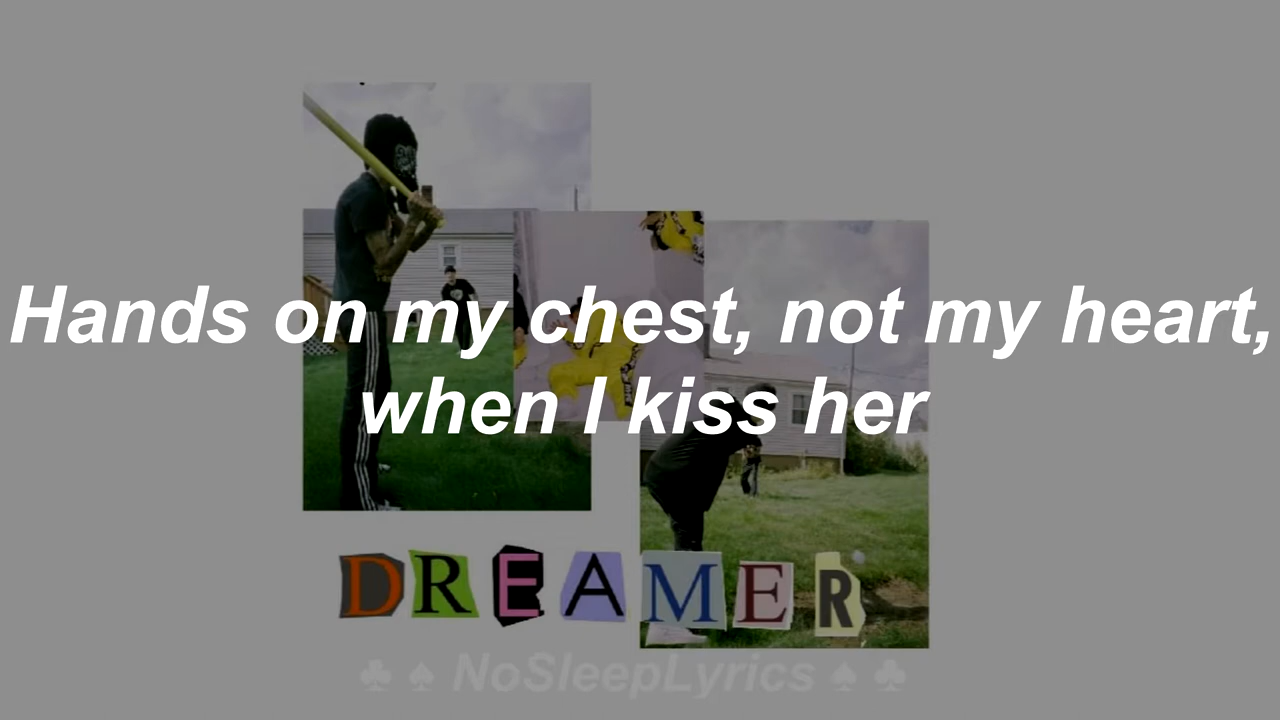 Hands on my chest, not my heart,
when I kiss her
DREAMER
♣ ♠ NoSleepLyrics ♠ ♣